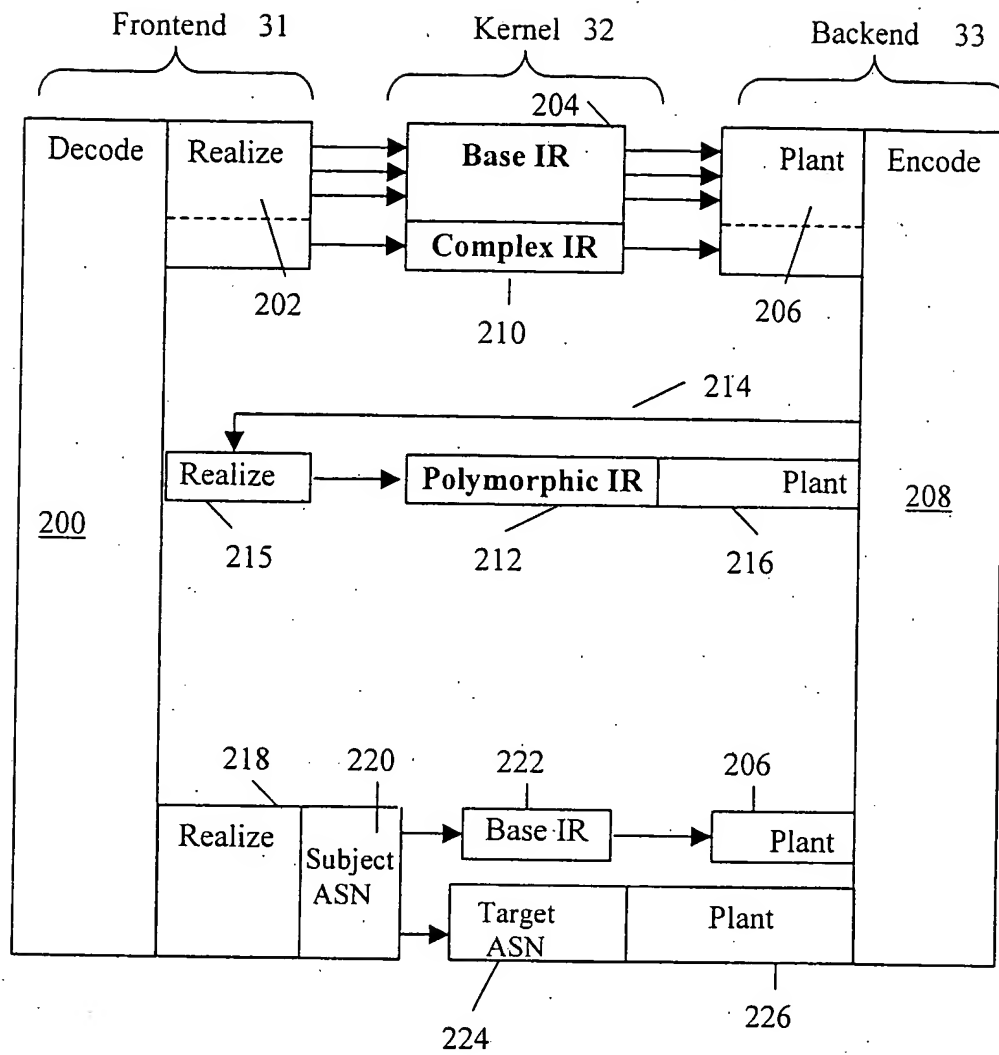 Frontend 31
Kernel 32
Backend 33
204
Decode
Realize
Base IR
Plant
Encode
Complex IR
202
210
206
214
Realize
Polymorphic IR
Plant
200
208
215
212
216
218
220
222
206
Realize
Subject
ASN
Base IR
Plant
Target
ASN
Plant
224
226